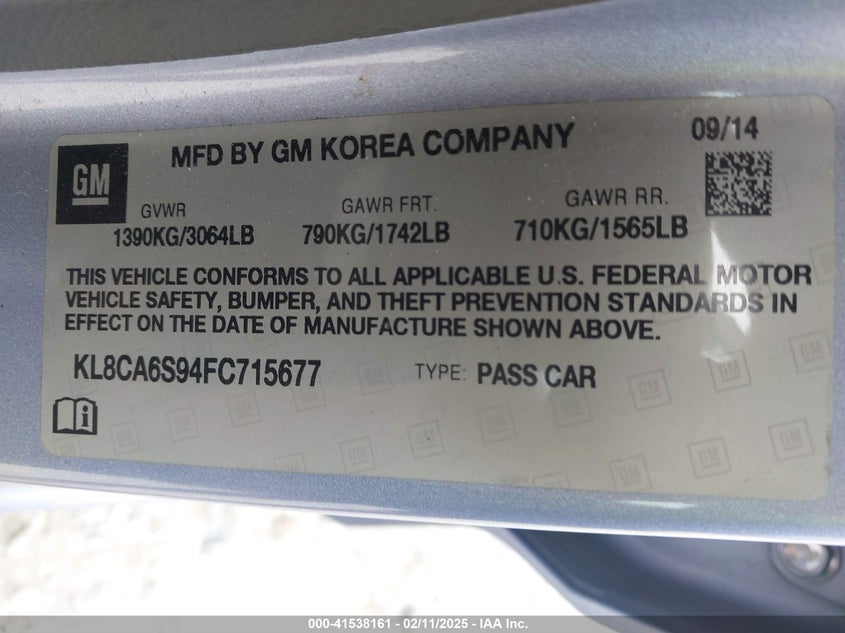 MFD BY GM KOREA COMPANY 09/14
GM
GVWR GAWR FRT. GAWR RR.
1390KG/3064LB 790KG/1742LB 710KG/1565LB
THIS VEHICLE CONFORMS TO ALL APPLICABLE U.S. FEDERAL MOTOR
VEHICLE SAFETY, BUMPER, AND THEFT PREVENTION STANDARDS IN
EFFECT ON THE DATE OF MANUFACTURE SHOWN ABOVE.
KL8CA6S94FC715677 TYPE: PASS CAR
000-41538161 - 02/11/2025 - IAA Inc.